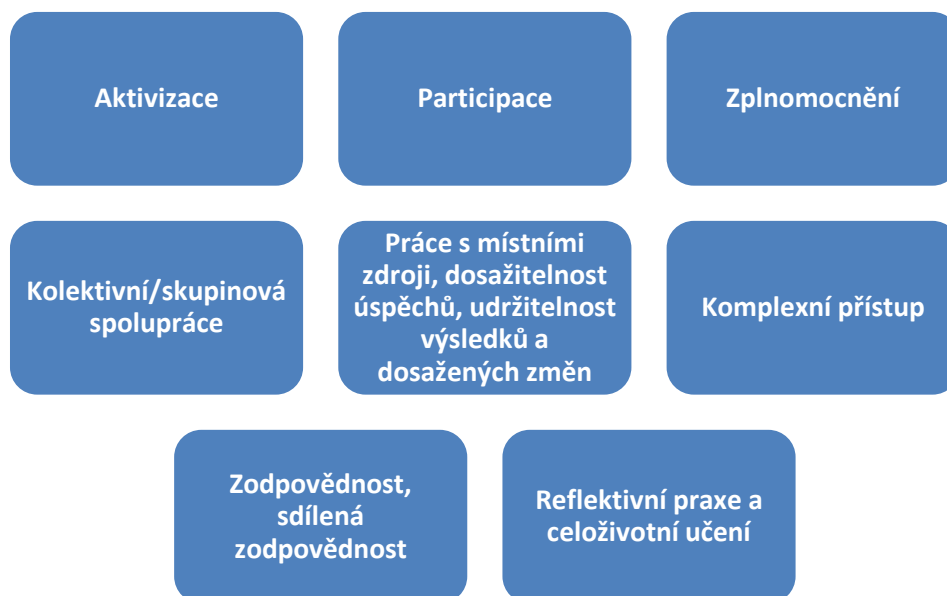 Aktivizace
Participace
Zplnomocnění
Kolektivní/skupinová
spolupráce
Práce s místními
zdroji, dosažitelnost
úspěchů, udržitelnost
výsledků a
dosažených změn
Komplexní přístup
Zodpovědnost,
sdílená
zodpovědnost
Reflektivní praxe a
celoživotní učení